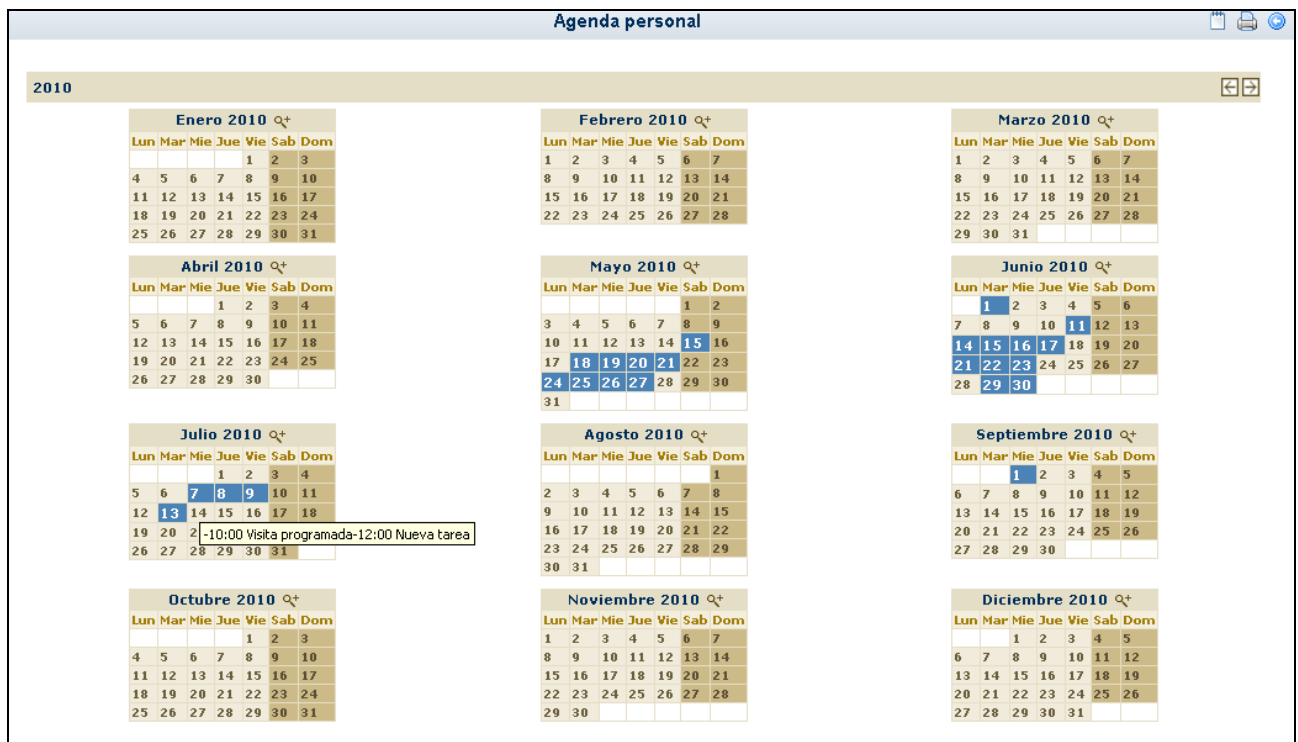 Agenda personal
2010
Enero 2010
Lun Mar Mie Jue Vie Sab Dom
1 2 3
4 5 6 7 8 9 10
11 12 13 14 15 16 17
18 19 20 21 22 23 24
25 26 27 28 29 30 31
Febrero 2010
Lun Mar Mie Jue Vie Sab Dom
1 2 3 4 5 6 7
8 9 10 11 12 13 14
15 16 17 18 19 20 21
22 23 24 25 26 27 28
Marzo 2010
Lun Mar Mie Jue Vie Sab Dom
1 2 3 4 5 6 7
8 9 10 11 12 13 14
15 16 17 18 19 20 21
22 23 24 25 26 27 28
29 30 31
Abril 2010
Lun Mar Mie Jue Vie Sab Dom
1 2 3 4
5 6 7 8 9 10 11
12 13 14 15 16 17 18
19 20 21 22 23 24 25
26 27 28 29 30
Mayo 2010
Lun Mar Mie Jue Vie Sab Dom
1 2
3 4 5 6 7 8 9
10 11 12 13 14 15 16
17 18 19 20 21 22 23
24 25 26 27 28 29 30
31
Junio 2010
Lun Mar Mie Jue Vie Sab Dom
1 2 3 4 5 6
7 8 9 10 11 12 13
14 15 16 17 18 19 20
21 22 23 24 25 26 27
28 29 30
Julio 2010
Lun Mar Mie Jue Vie Sab Dom
1 2 3 4
5 6 7 8 9 10 11
12 13 14 15 16 17 18
19 20 2
-10:00 Visita programada-12:00 Nueva tarea
26 27 28 29 30 31
Agosto 2010
Lun Mar Mie Jue Vie Sab Dom
1
2 3 4 5 6 7 8
9 10 11 12 13 14 15
16 17 18 19 20 21 22
23 24 25 26 27 28 29
30 31
Septiembre 2010
Lun Mar Mie Jue Vie Sab Dom
1 2 3 4 5
6 7 8 9 10 11 12
13 14 15 16 17 18 19
20 21 22 23 24 25 26
27 28 29 30
Octubre 2010
Lun Mar Mie Jue Vie Sab Dom
1 2 3
4 5 6 7 8 9 10
11 12 13 14 15 16 17
18 19 20 21 22 23 24
25 26 27 28 29 30 31
Noviembre 2010
Lun Mar Mie Jue Vie Sab Dom
1 2 3 4 5 6 7
8 9 10 11 12 13 14
15 16 17 18 19 20 21
22 23 24 25 26 27 28
29 30
Diciembre 2010
Lun Mar Mie Jue Vie Sab Dom
1 2 3 4 5
6 7 8 9 10 11 12
13 14 15 16 17 18 19
20 21 22 23 24 25 26
27 28 29 30 31